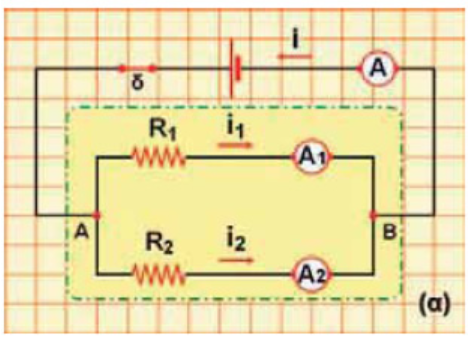 i
A
δ
R1 i1 A1
A B
R2 i2 A2
(α)